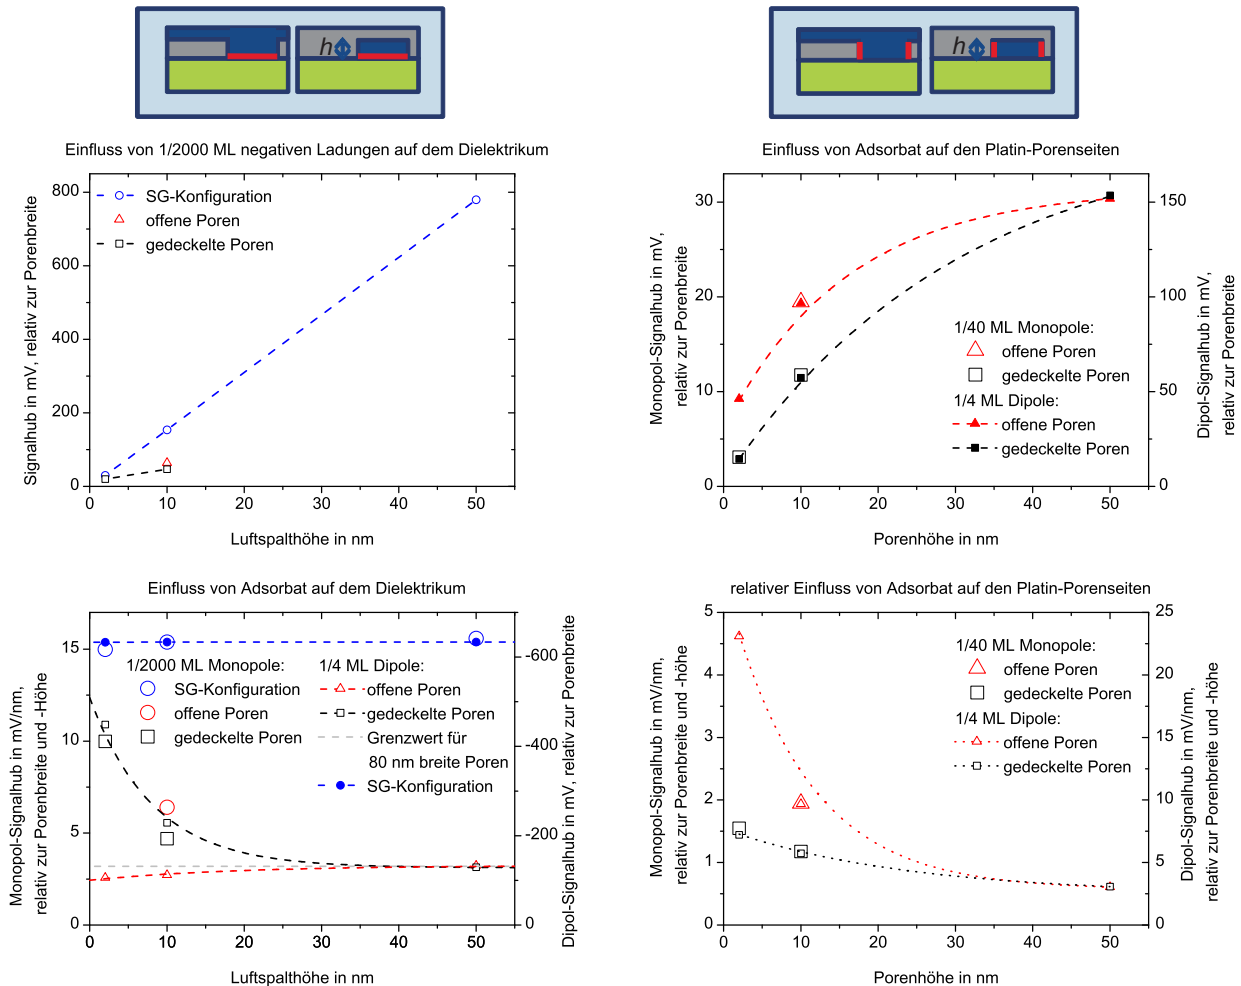 h
h
Einfluss von 1/2000 ML negativen Ladungen auf dem Dielektrikum
800
600
400
200
0
Signalhub in mV, relativ zur Porenbreite
SG-Konfiguration
offene Poren
gedeckelte Poren
0 10 20 30 40 50
Luftspalthöhe in nm
Einfluss von Adsorbat auf den Platin-Porenseiten
30
20
10
0
Monopol-Signalhub in mV,
relativ zur Porenbreite
150
100
50
0
Dipol-Signalhub in mV,
relativ zur Porenbreite
1/40 ML Monopole:
offene Poren
gedeckelte Poren
1/4 ML Dipole:
offene Poren
gedeckelte Poren
0 10 20 30 40 50
Porenhöhe in nm
Einfluss von Adsorbat auf dem Dielektrikum
15
10
5
0
Monopol-Signalhub in mV/nm,
relativ zur Porenbreite und -Höhe
-600
-400
-200
0
Dipol-Signalhub in mV, relativ zur Porenbreite
1/2000 ML Monopole:
SG-Konfiguration
offene Poren
gedeckelte Poren
1/4 ML Dipole:
offene Poren
gedeckelte Poren
Grenzwert für
80 nm breite Poren
SG-Konfiguration
0 10 20 30 40 50
Luftspalthöhe in nm
relativer Einfluss von Adsorbat auf den Platin-Porenseiten
5
4
3
2
1
0
Monopol-Signalhub in mV/nm,
relativ zur Porenbreite und -höhe
25
20
15
10
5
0
Dipol-Signalhub in mV/nm,
relativ zur Porenbreite und -höhe
1/40 ML Monopole:
offene Poren
gedeckelte Poren
1/4 ML Dipole:
offene Poren
gedeckelte Poren
0 10 20 30 40 50
Porenhöhe in nm